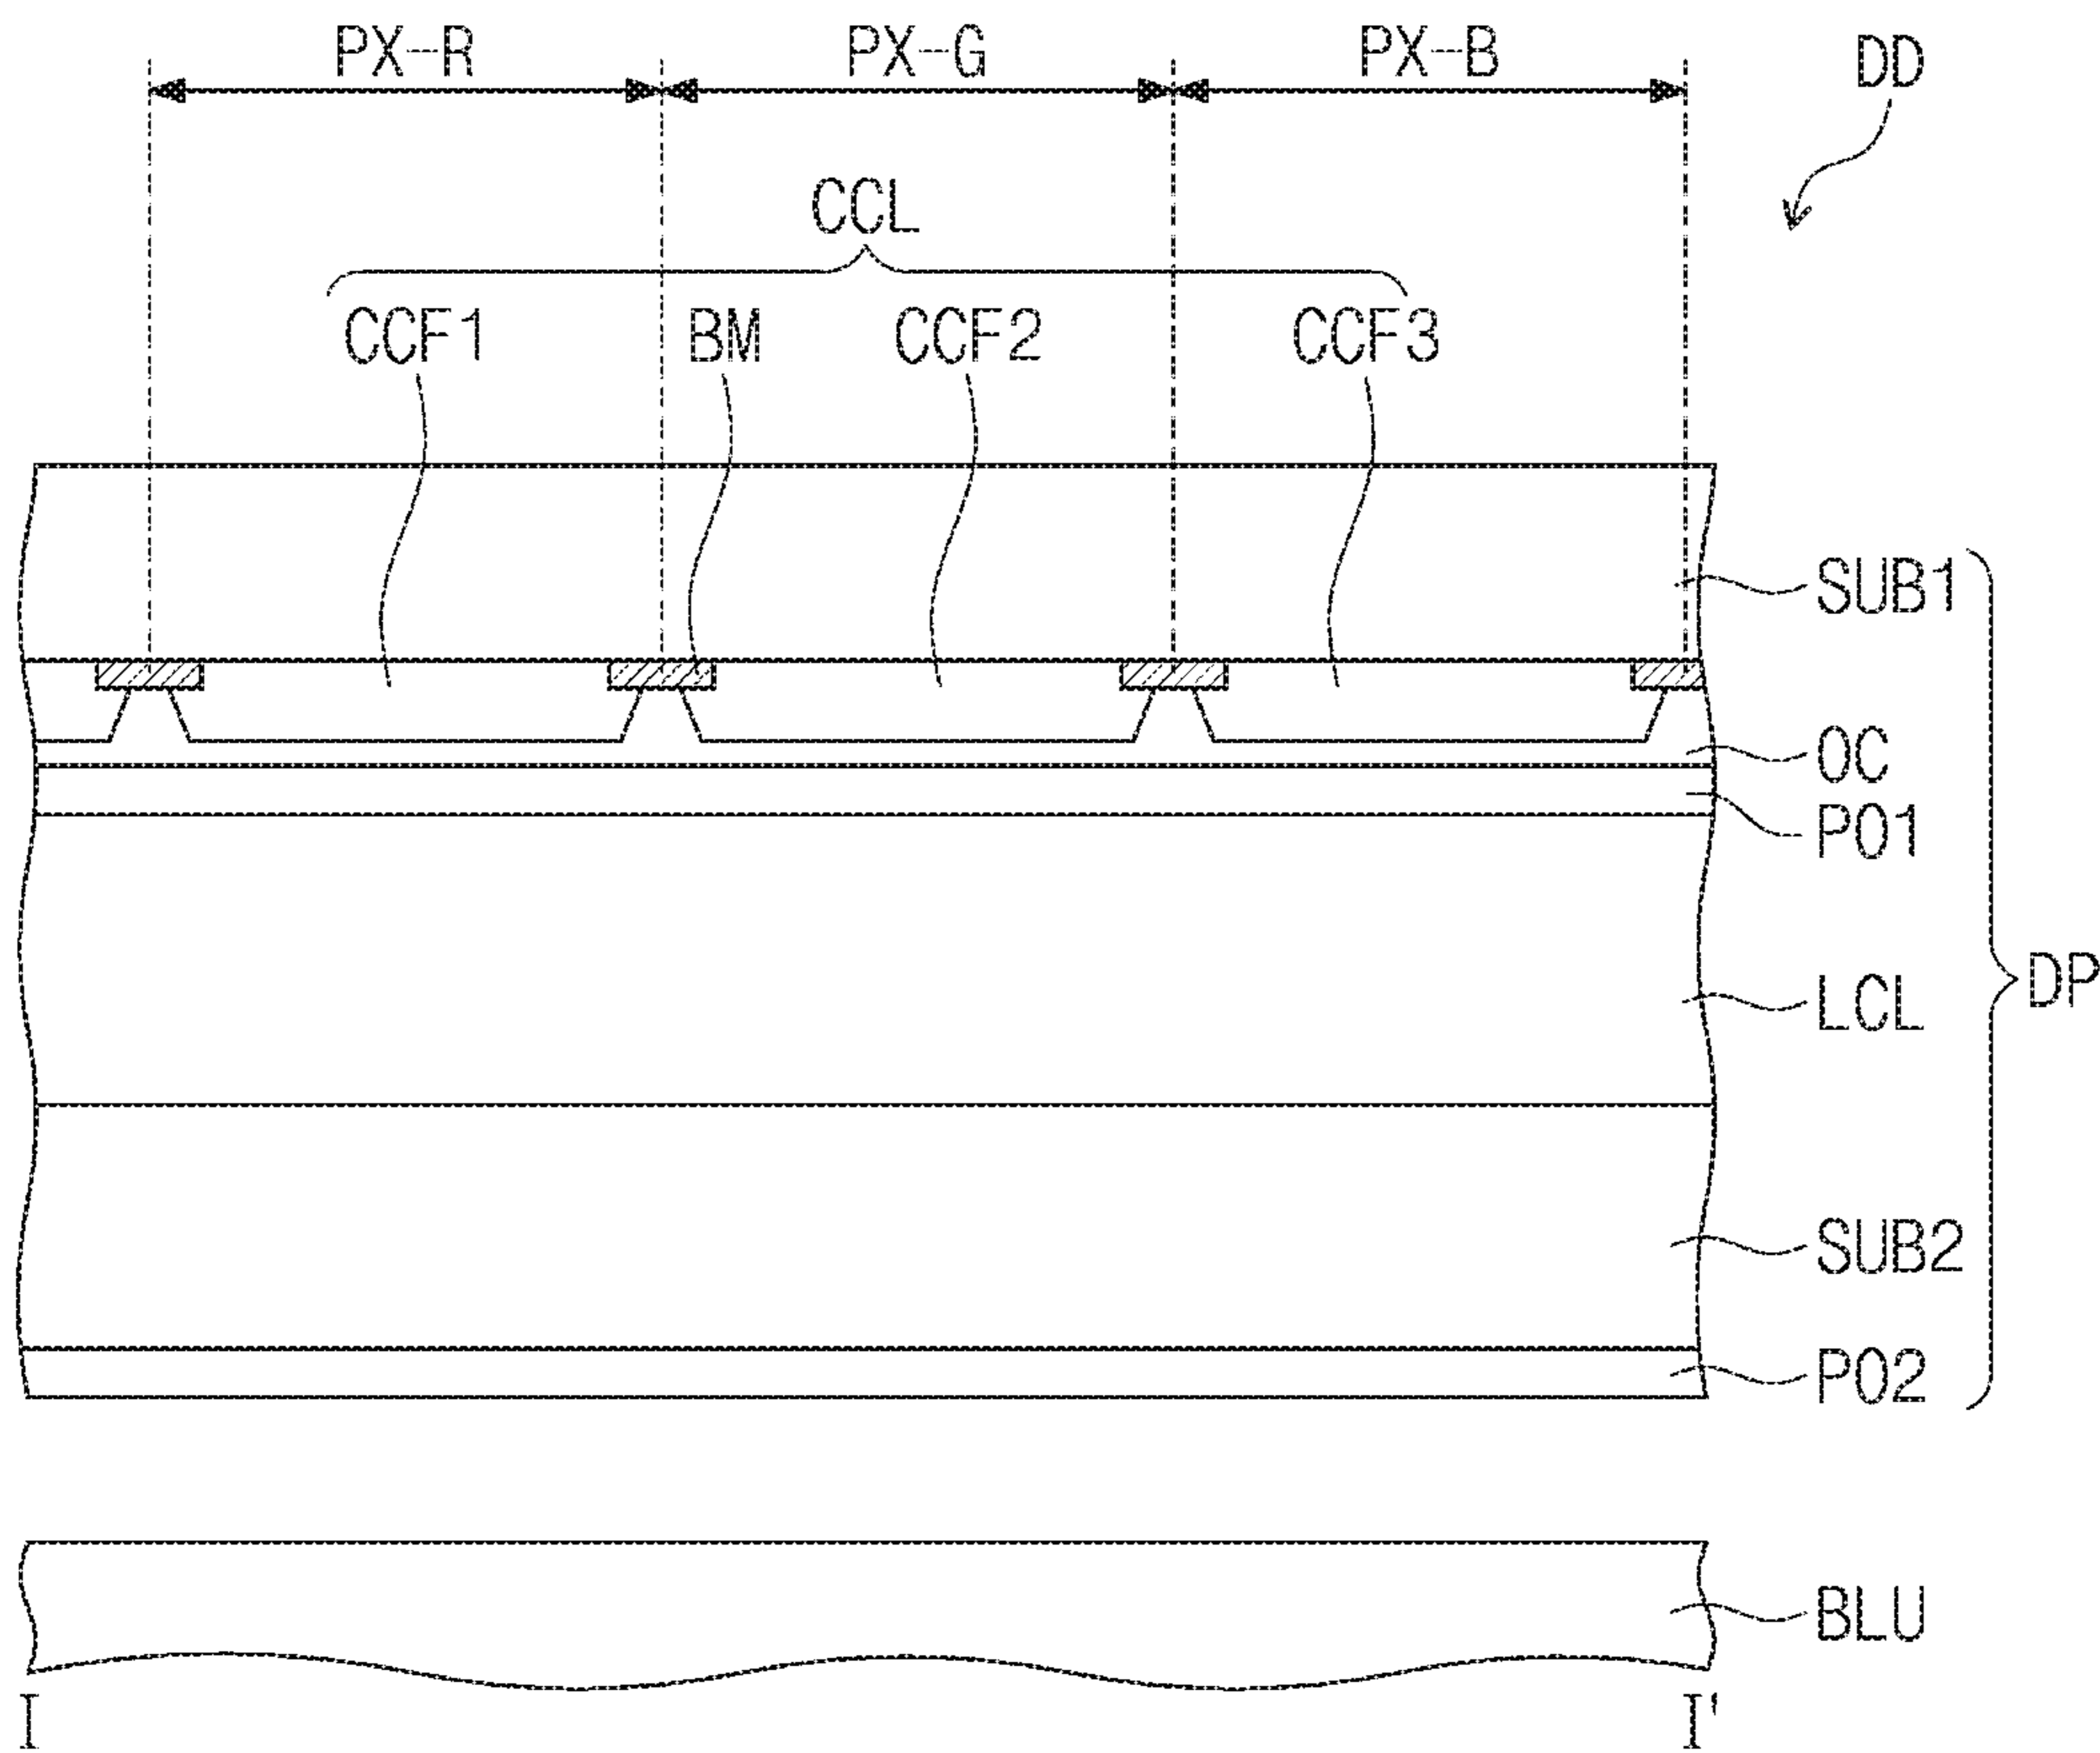 PX-R PX-G PX-B DD
CCL
CCF1 BM CCF2 CCF3
SUB1
OC
PO1
DP
LCL
SUB2
PO2
BLU
I I'